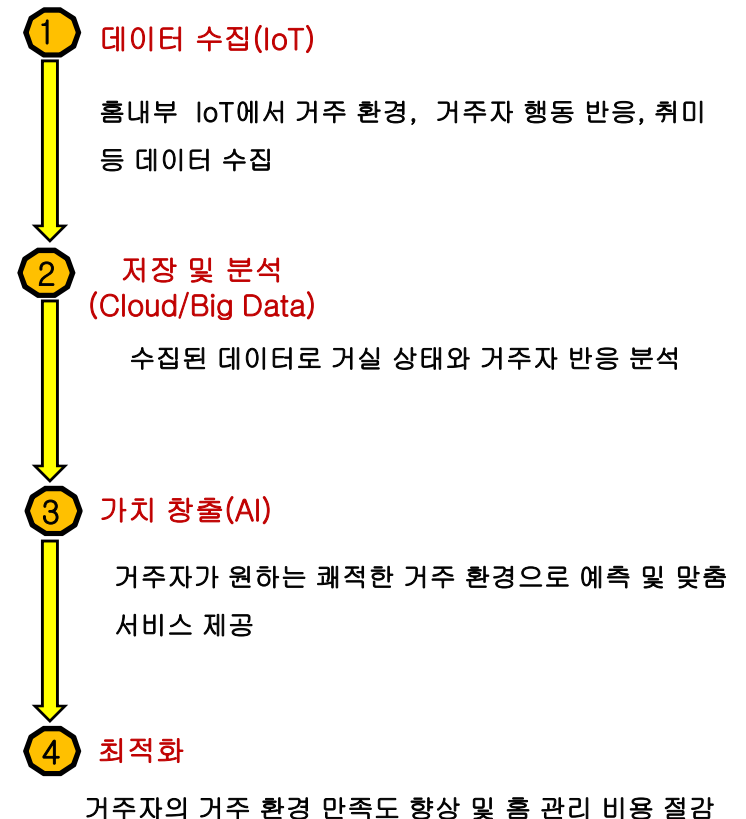 1
데이터 수집(IoT)
홈내부 IoT에서 거주 환경, 거주자 행동 반응, 취미
등 데이터 수집
2
저장 및 분석
(Cloud/Big Data)
수집된 데이터로 거실 상태와 거주자 반응 분석
3
가치 창출(AI)
거주자가 원하는 쾌적한 거주 환경으로 예측 및 맞춤
서비스 제공
4
최적화
거주자의 거주 환경 만족도 향상 및 홈 관리 비용 절감